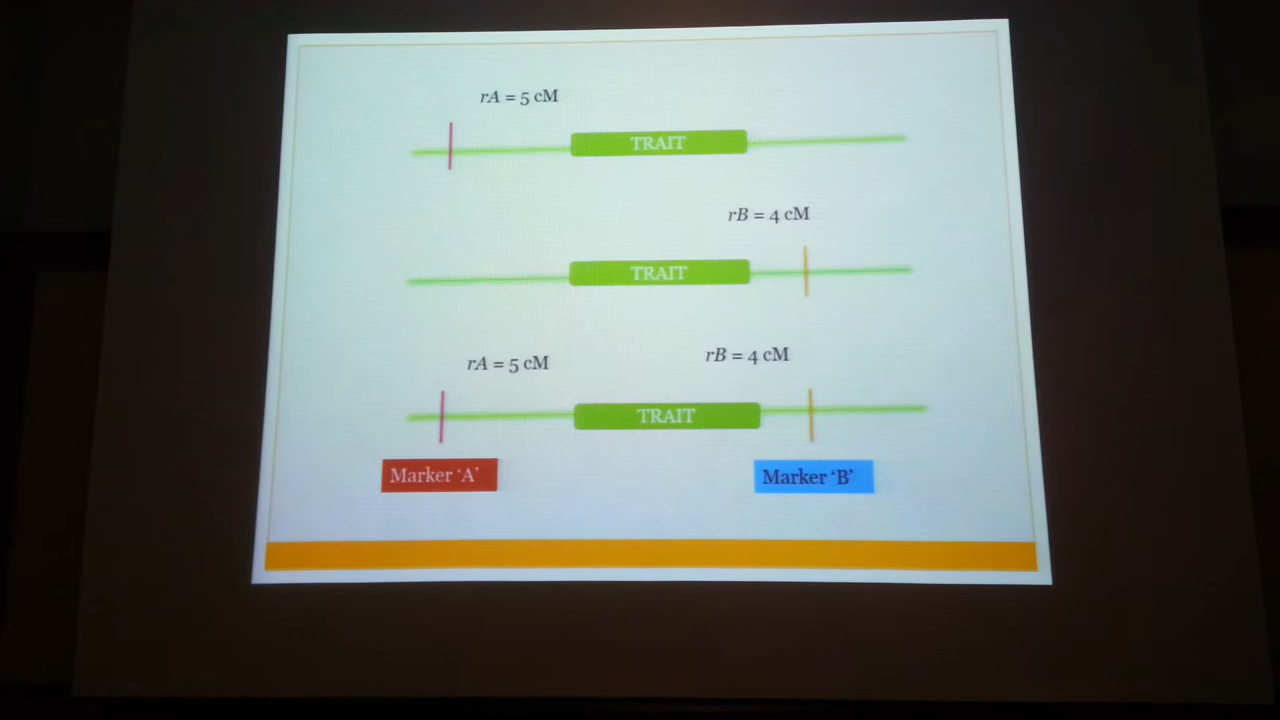 rA = 5 cM
TRAIT
rB = 4 cM
TRAIT
rA = 5 cM rB = 4 cM
TRAIT
Marker ‘A’ Marker ‘B’